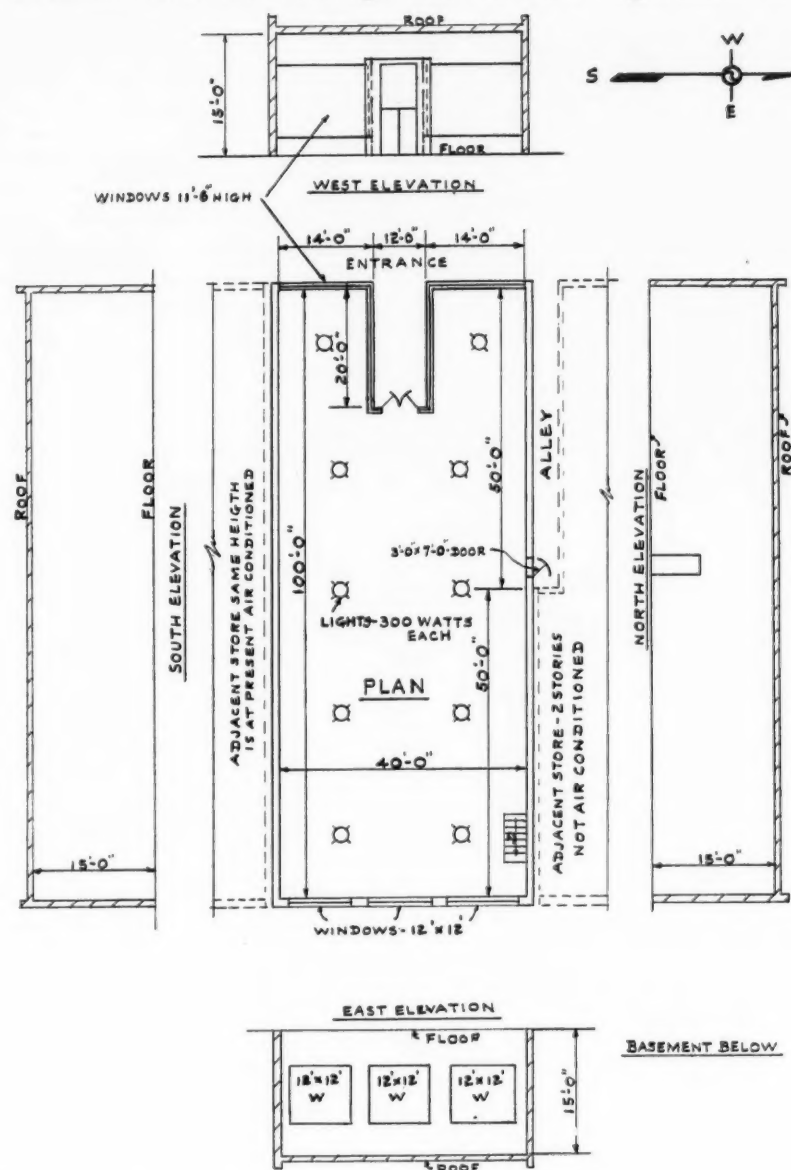 ROOF
15'-0"
FLOOR
WEST ELEVATION
W
S
E
WINDOWS 11'-6" HIGH
14'-0" 12'-0" 14'-0"
ENTRANCE
20'-0"
ROOF
FLOOR
SOUTH ELEVATION
15'-0"
ADJACENT STORE SAME HEIGTH
IS AT PRESENT AIR CONDITIONED
100'-0"
50'-0"
ALLEY
3'-0"x7'-0" DOOR
LIGHTS-300 WATTS
EACH
PLAN
50'-0"
40'-0"
ADJACENT STORE-2 STORIES
NOT AIR CONDITIONED
NORTH ELEVATION
FLOOR
ROOF
15'-0"
WINDOWS-12'x12'
EAST ELEVATION
FLOOR
12'x12' 12'x12' 12'x12'
W W W
15'-0"
ROOF
BASEMENT BELOW